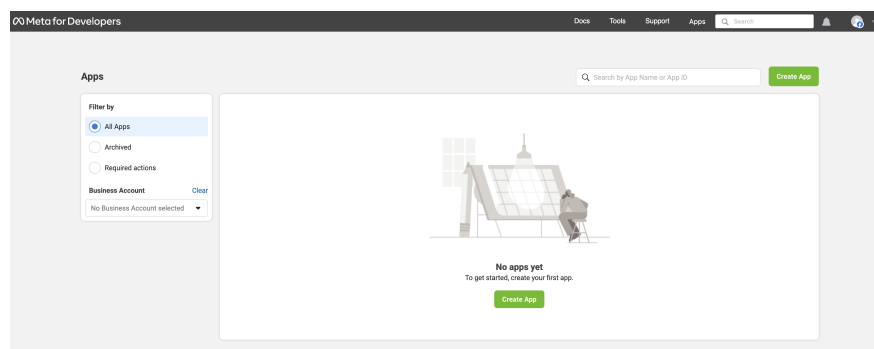 Meta for Developers
Docs Tools Support Apps Search
Apps
Search by App Name or App ID
Create App
Filter by
All Apps
Archived
Required actions
Business Account Clear
No Business Account selected
No apps yet
To get started, create your first app.
Create App